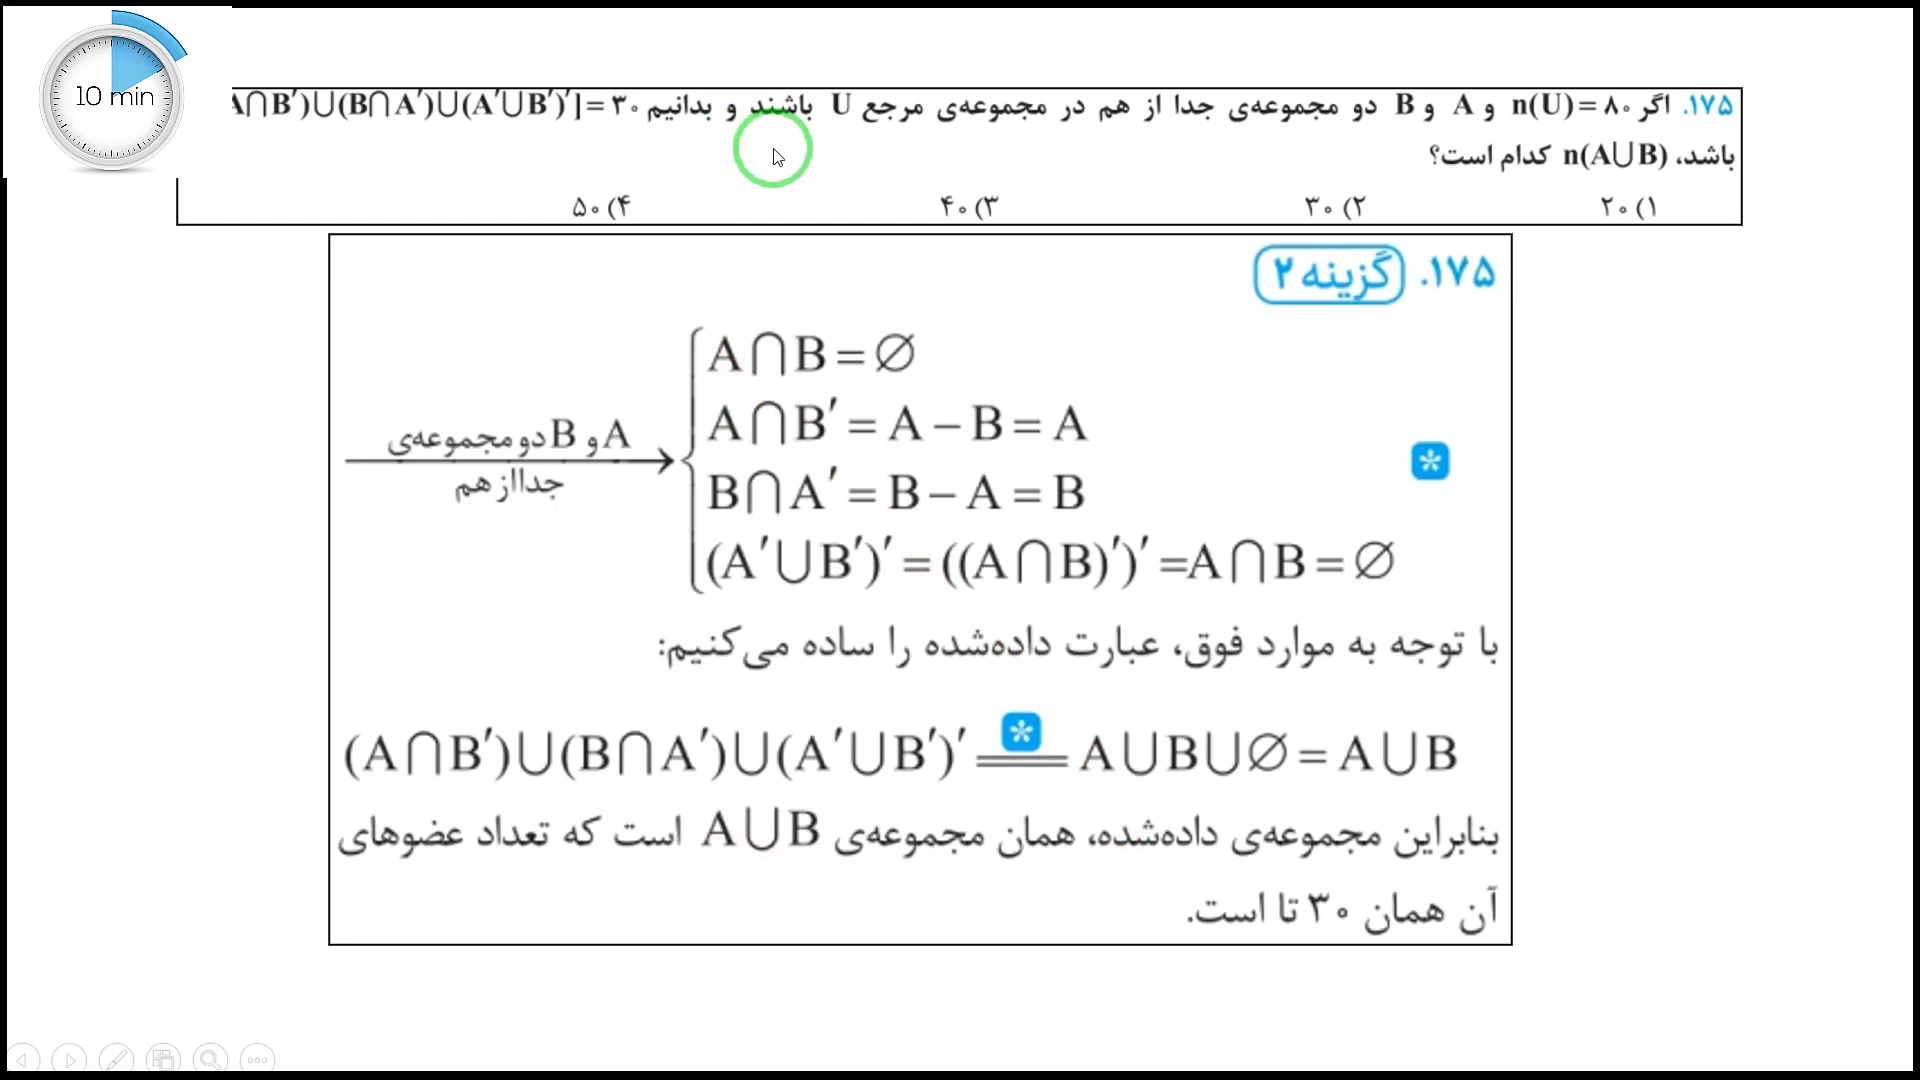 10 min
۱۷۵. اگر n(U)=۸۰ و A و B دو مجموعه‌ی جدا از هم در مجموعه‌ی مرجع U باشند و بدانیم A∩B′)∪(B∩A′)∪(A′∪B′)′]=۳۰
باشد، n(A∪B) کدام است؟
۱) ۲۰ ۲) ۳۰ ۳) ۴۰ ۴) ۵۰
۱۷۵. گزینه ۲
A∩B=∅
A∩B′=A−B=A
A و B دو مجموعه‌ی
*
جدا از هم
B∩A′=B−A=B
(A′∪B′)′=((A∩B)′)′=A∩B=∅
با توجه به موارد فوق، عبارت داده‌شده را ساده می‌کنیم:
(A∩B′)∪(B∩A′)∪(A′∪B′)′ =* A∪B∪∅=A∪B
بنابراین مجموعه‌ی داده‌شده، همان مجموعه‌ی A∪B است که تعداد عضوهای
آن همان ۳۰ تا است.